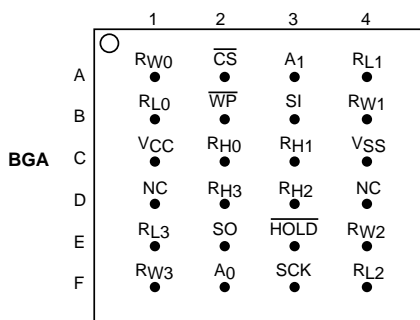 1 2 3 4
A RW0 CS A1 RL1
B RL0 WP SI RW1
BGA C VCC RH0 RH1 VSS
D NC RH3 RH2 NC
E RL3 SO HOLD RW2
F RW3 A0 SCK RL2